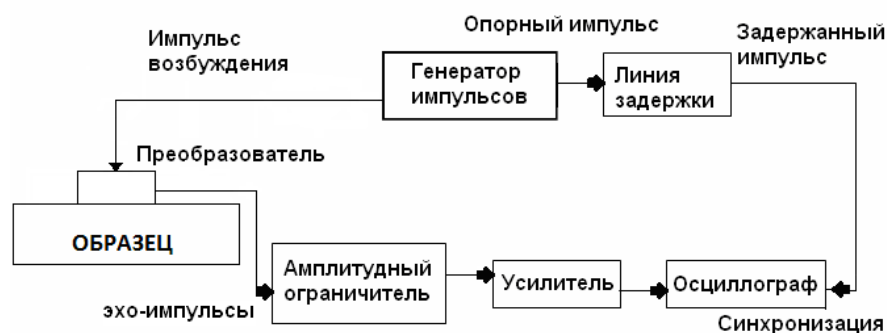 Опорный импульс
Импульс
возбуждения
Генератор
импульсов
Линия
задержки
Задержанный
импульс
Преобразователь
ОБРАЗЕЦ
эхо-импульсы
Амплитудный
ограничитель
Усилитель
Осциллограф
Синхронизация